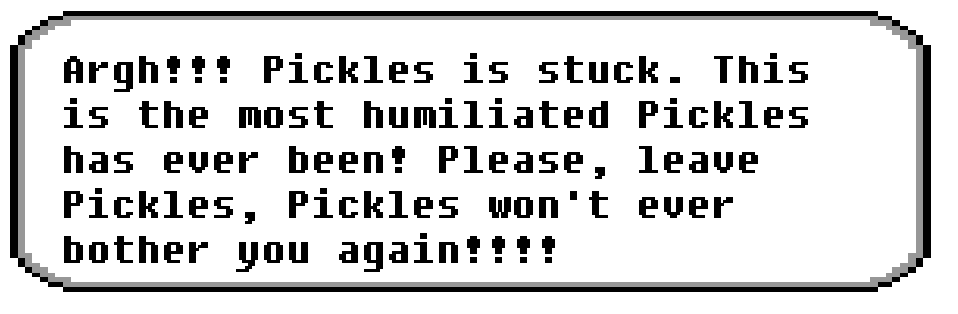 Argh!!! Pickles is stuck. This
is the most humiliated Pickles
has ever been! Please, leave
Pickles, Pickles won't ever
bother you again!!!!